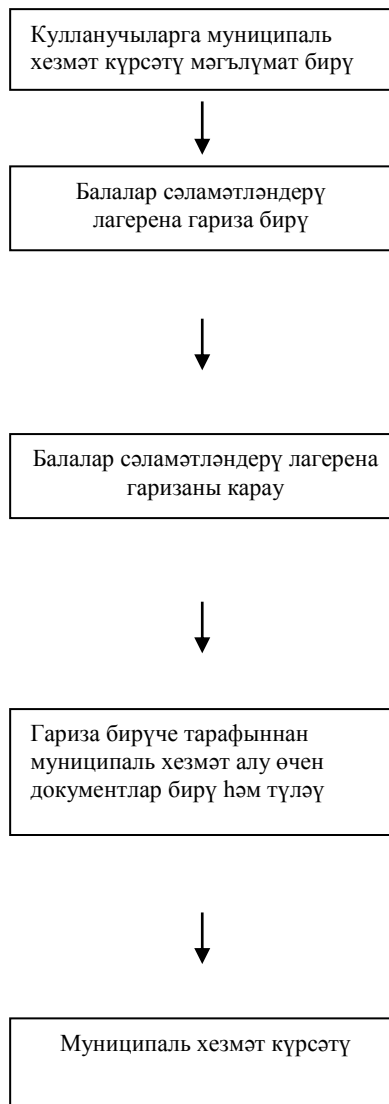 Кулланучыларга муниципаль
хезмәт күрсәтү мәгълүмат бирү
Балалар сәламәтләндерү
лагерена гариза бирү
Балалар сәламәтләндерү лагерена
гаризаны карау
Гариза бирүче тарафыннан
муниципаль хезмәт алу өчен
документлар бирү һәм түләү
Муниципаль хезмәт күрсәтү